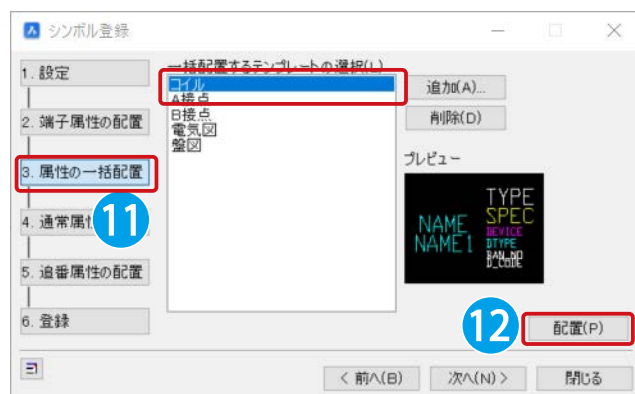 シンボル登録
1. 設定
2. 端子属性の配置
3. 属性の一括配置
4. 通常属
5. 追番属性の配置
6. 登録
一括配置するテンプレートの選択(L)
コイル
A接点
B接点
電気図
盤図
追加(A)...
削除(D)
プレビュー
NAME
NAME1
TYPE
SPEC
DEVICE
DTYPE
BAN_NO
D_CODE
11
12
配置(P)
< 前へ(B)
次へ(N) >
閉じる